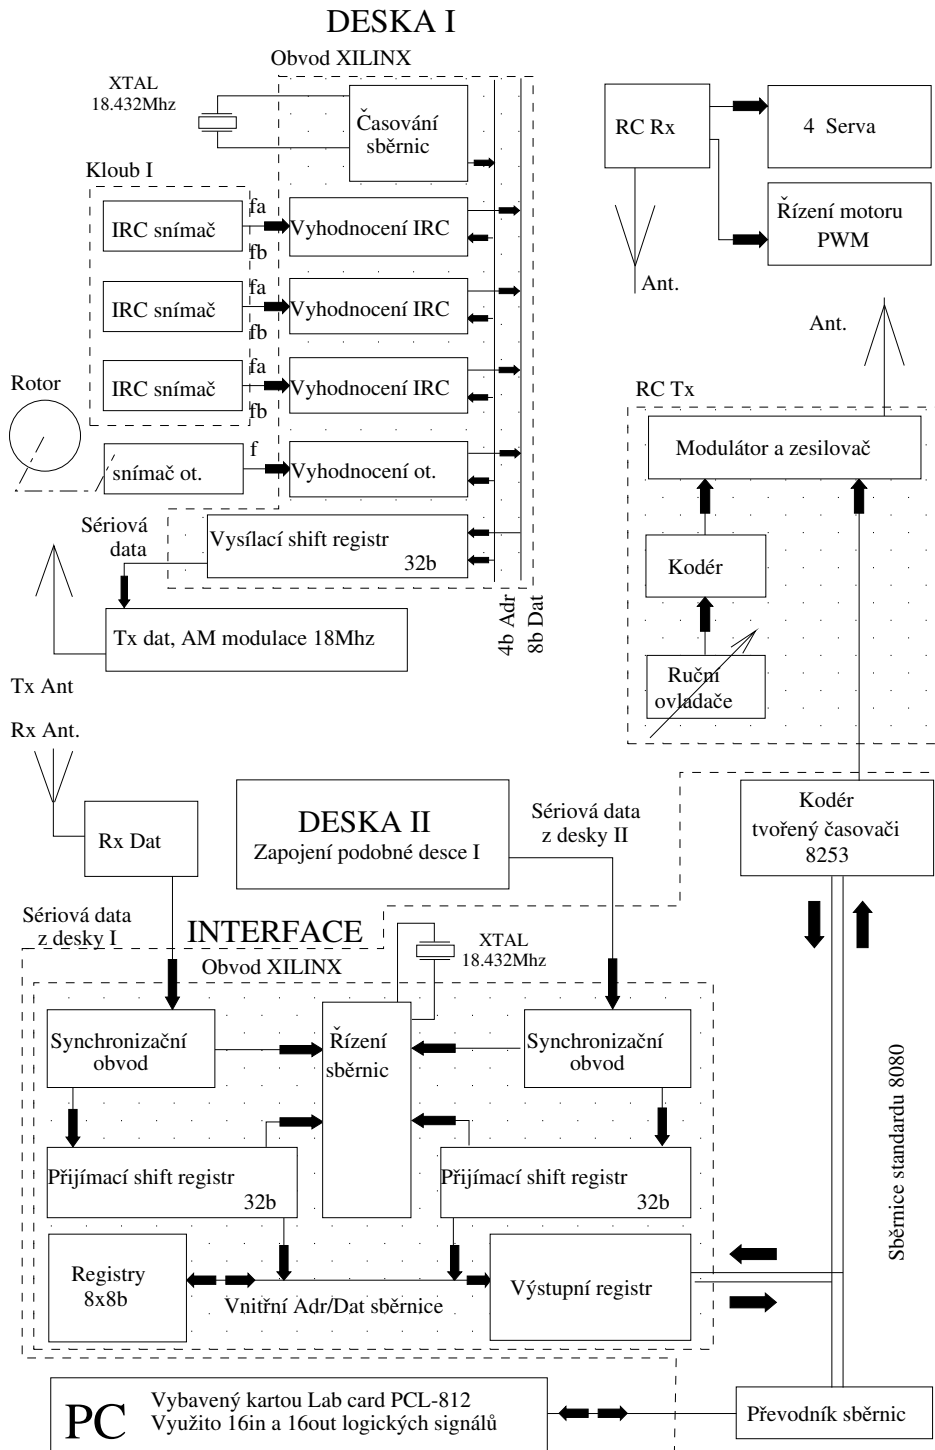 DESKA I
Obvod XILINX
XTAL
18.432Mhz
Časování
sběrnic
RC Rx
4 Serva
Řízení motoru
PWM
Ant.
Kloub I
IRC snímač
fa
fb
Vyhodnocení IRC
IRC snímač
fa
fb
Vyhodnocení IRC
IRC snímač
fa
fb
Vyhodnocení IRC
Rotor
snímač ot.
f
Vyhodnocení ot.
Sériová
data
Vysílací shift registr
32b
4b Adr
8b Dat
Tx dat, AM modulace 18Mhz
Tx Ant
Ant.
RC Tx
Modulátor a zesilovač
Kodér
Ruční
ovladače
Rx Ant.
Rx Dat
DESKA II
Zapojení podobné desce I
Sériová data
z desky II
Kodér
tvořený časovači
8253
Sériová data
z desky I
INTERFACE
Obvod XILINX
XTAL
18.432Mhz
Synchronizační
obvod
Řízení
sběrnic
Synchronizační
obvod
Přijímací shift registr
32b
Přijímací shift registr
32b
Registry
8x8b
Vnitřní Adr/Dat sběrnice
Výstupní registr
Sběrnice standardu 8080
PC
Vybavený kartou Lab card PCL-812
Využito 16in a 16out logických signálů
Převodník sběrnic